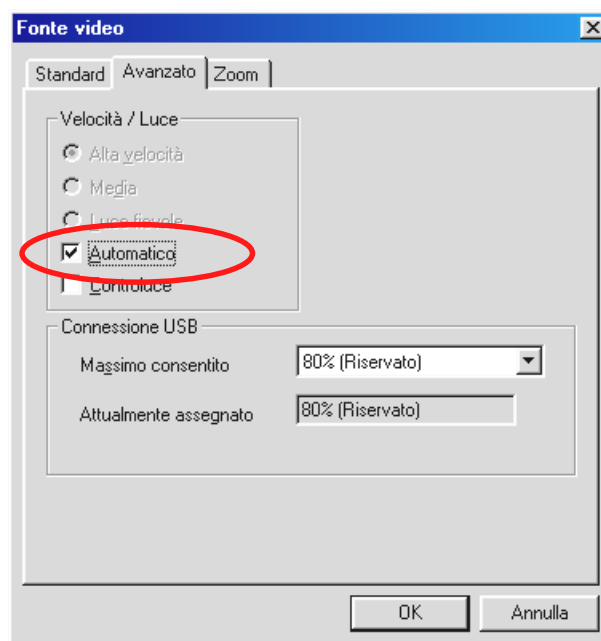 Fonte video
Standard Avanzato Zoom
Velocità / Luce
Alta velocità
Media
Luce fievole
Automatico
Controluce
Connessione USB
Massimo consentito 80% (Riservato)
Attualmente assegnato 80% (Riservato)
OK Annulla